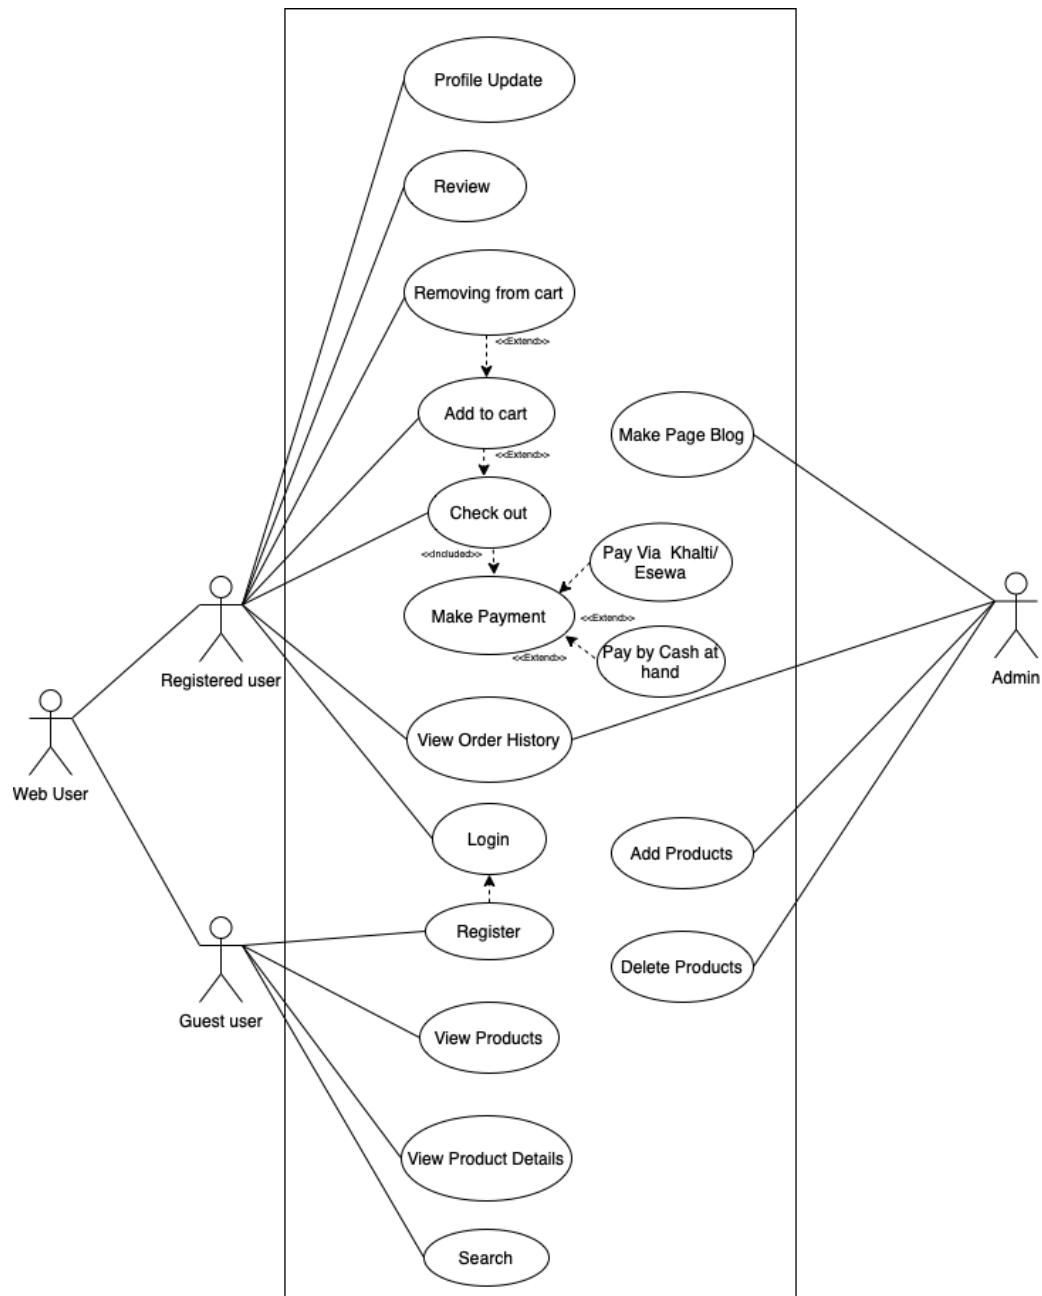 Profile Update
Review
Removing from cart
<<Extend>>
Add to cart
<<Extend>>
Make Page Blog
Check out
<<Included>>
Pay Via Khalti/
Esewa
Make Payment
<<Extend>>
<<Extend>>
Pay by Cash at
hand
Registered user
Admin
View Order History
Web User
Login
Add Products
Register
Delete Products
Guest user
View Products
View Product Details
Search